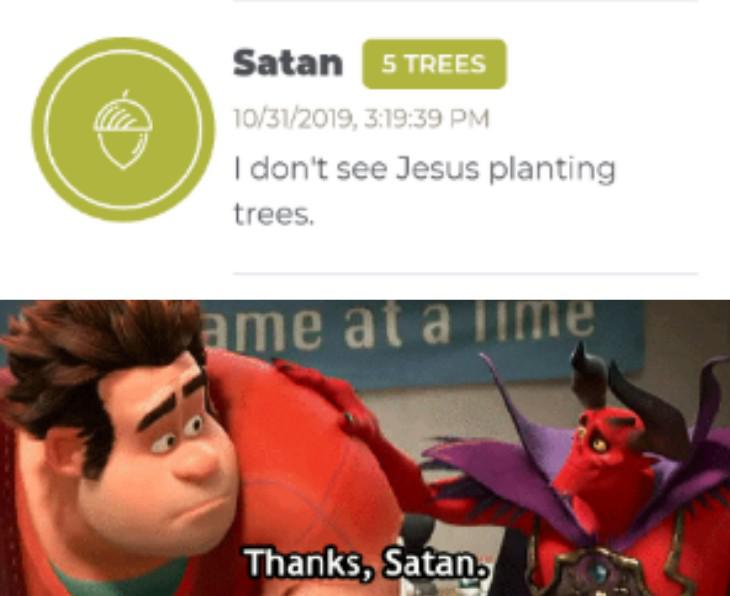 Satan 5 TREES
10/31/2019, 3:19:39 PM
I don't see Jesus planting
trees.
ame at a Time
Thanks, Satan.